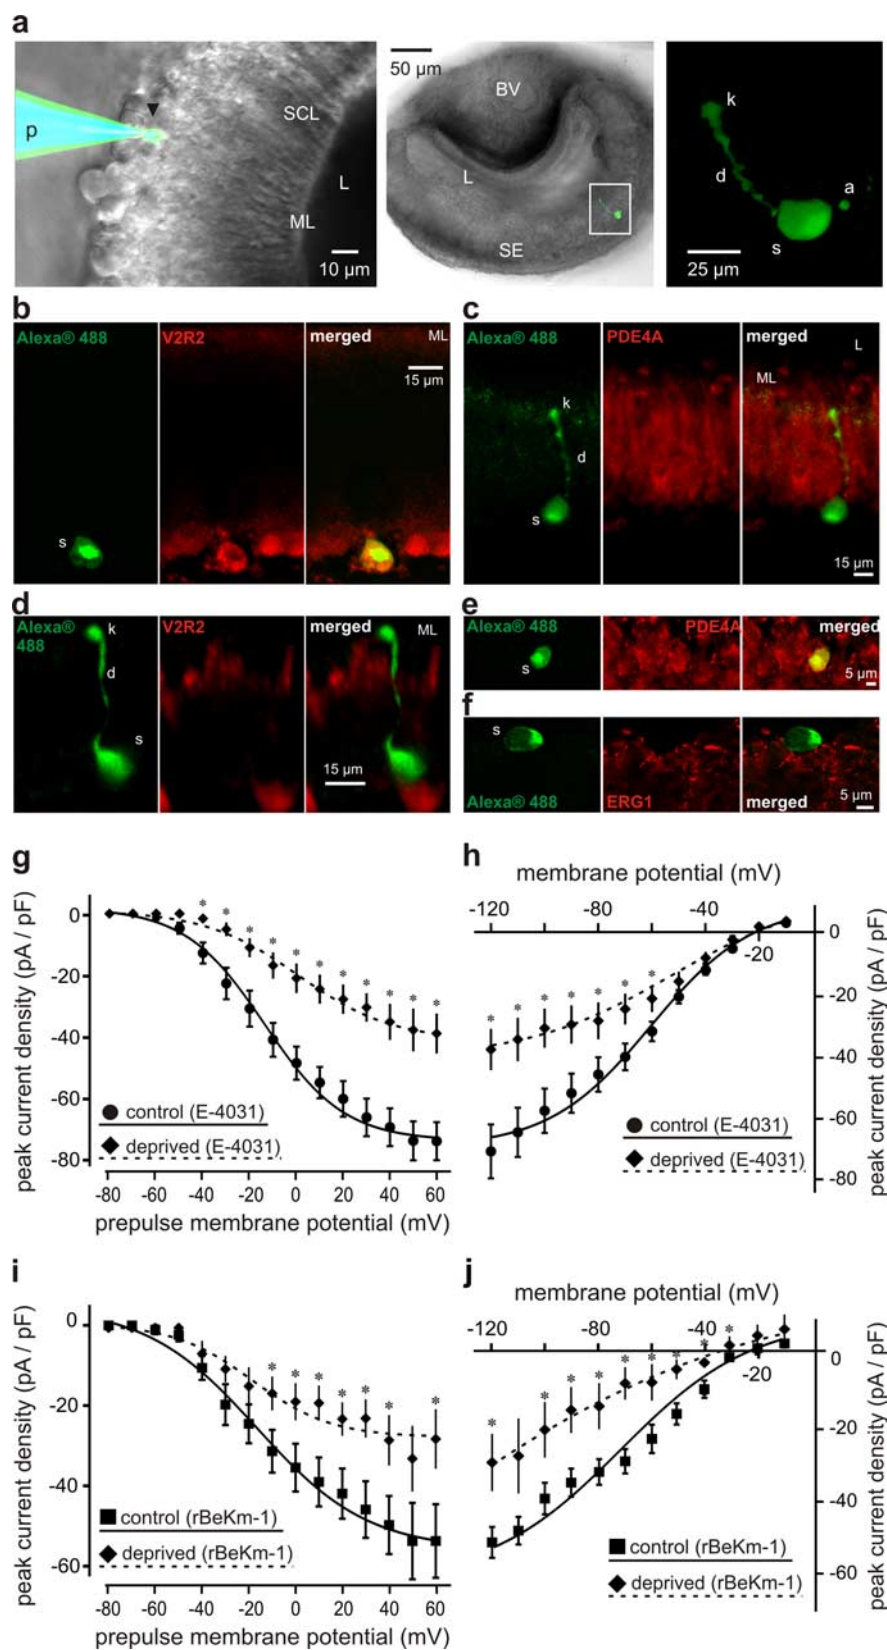 a
p
SCL
L
ML
10 µm
50 µm
BV
L
SE
k
d
a
s
25 µm
b
Alexa® 488
V2R2
merged
ML
15 µm
s
c
Alexa® 488
PDE4A
merged
L
ML
k
d
s
15 µm
d
Alexa®
488
k
V2R2
merged
ML
d
s
15 µm
e
Alexa® 488
PDE4A
merged
s
5 µm
f
s
Alexa® 488
ERG1
merged
5 µm
g
peak current density (pA / pF)
0
-20
-40
-60
-80
* * * * * * * * * * *
control (E-4031)
deprived (E-4031)
-80 -60 -40 -20 0 20 40 60
prepulse membrane potential (mV)
h
membrane potential (mV)
-120 -80 -40
0
-20
-20
-40
-60
-80
* * * * * * *
control (E-4031)
deprived (E-4031)
peak current density (pA / pF)
i
peak current density (pA / pF)
0
-20
-40
-60
* * * * * * *
control (rBeKm-1)
deprived (rBeKm-1)
-80 -60 -40 -20 0 20 40 60
prepulse membrane potential (mV)
j
membrane potential (mV)
-120 -80 -40
0
-20
-20
-40
-60
* * * * * * * * *
control (rBeKm-1)
deprived (rBeKm-1)
peak current density (pA / pF)